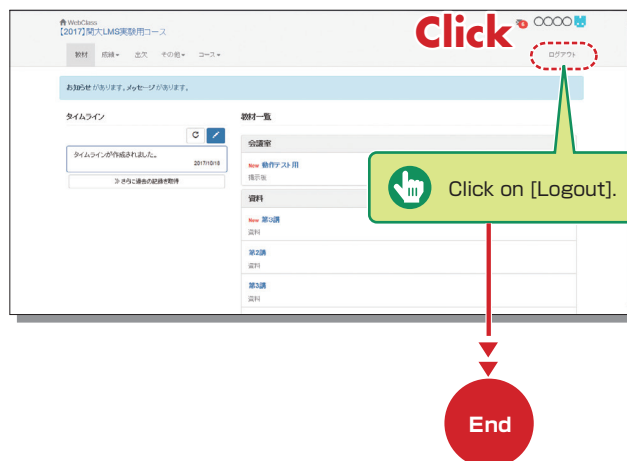 WebClass
【2017】関大LMS実験用コース
Click
4
○○○○
教材 成績 出欠 その他 コース
ログアウト
お知らせ があります。メッセージ があります。
タイムライン
教材一覧
タイムラインが作成されました。
2017/10/18
≫ さらに過去の記録を取得
会議室
New 動作テスト用
掲示板
Click on [Logout].
資料
New 第3講
資料
第2講
資料
第3講
資料
End